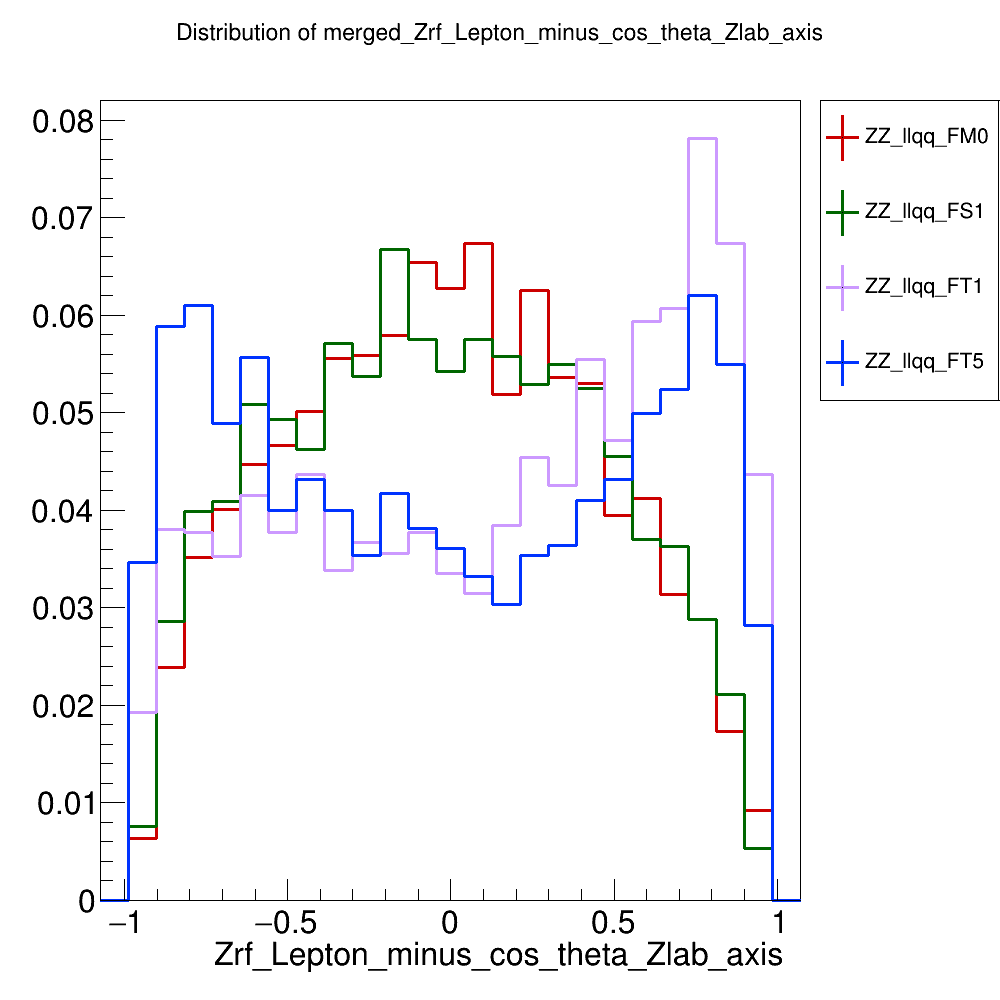 Distribution of merged_Zrf_Lepton_minus_cos_theta_Zlab_axis
0.08
0.07
0.06
0.05
0.04
0.03
0.02
0.01
0
−1
−0.5
0
0.5
1
Zrf_Lepton_minus_cos_theta_Zlab_axis
ZZ_llqq_FM0
ZZ_llqq_FS1
ZZ_llqq_FT1
ZZ_llqq_FT5